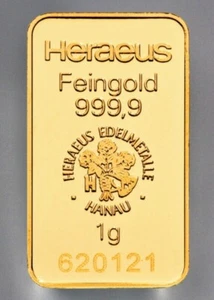 Heraeus
Feingold
999,9
HERAEUS EDELMETALLE
· HANAU ·
1g
620121